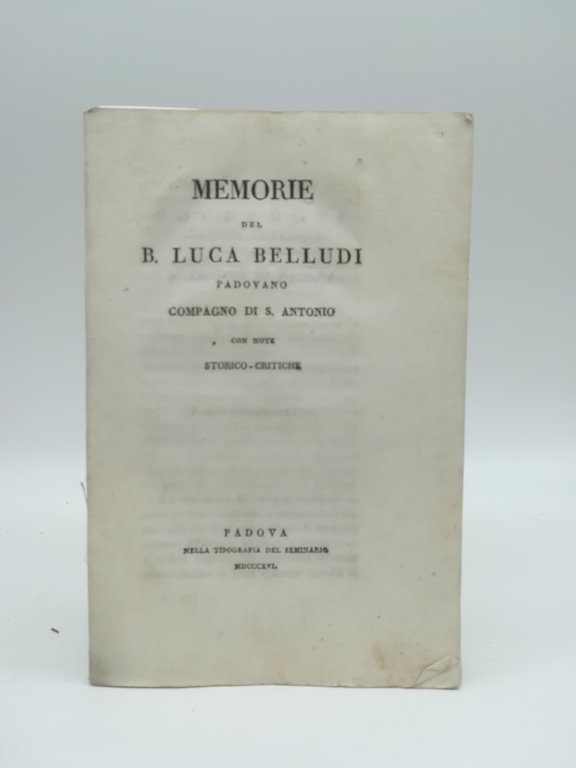 MEMORIE
DEL
B. LUCA BELLUDI
PADOVANO
COMPAGNO DI S. ANTONIO
CON NOTE
STORICO-CRITICHE
PADOVA
NELLA TIPOGRAFIA DEL SEMINARIO
MDCCCXVI.